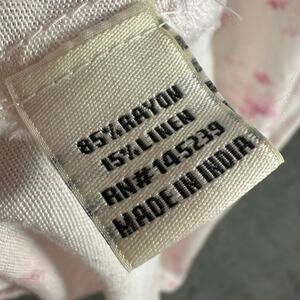 85% RAYON
15% LINEN
RN# 145239
MADE IN INDIA